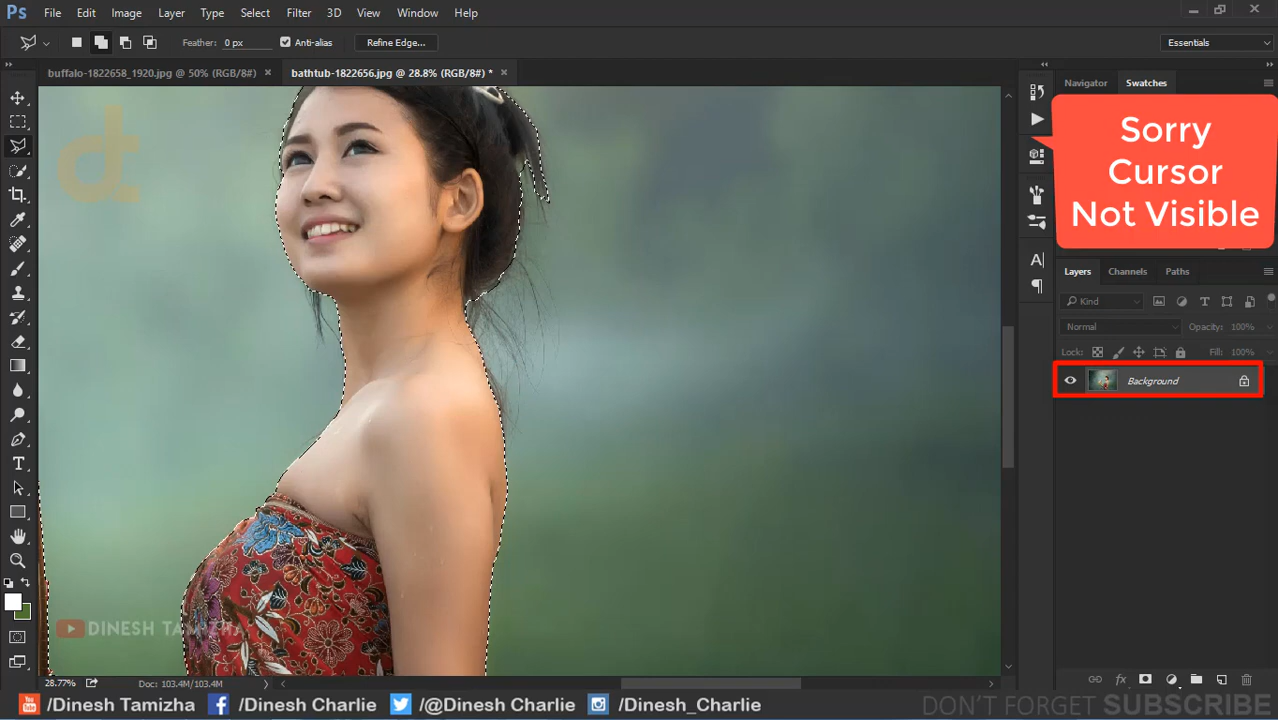 Ps File Edit Image Layer Type Select Filter 3D View Window Help
Feather: 0 px Anti-alias Refine Edge... Essentials
buffalo-1822658_1920.jpg @ 50% (RGB/8#) × bathtub-1822656.jpg @ 28.8% (RGB/8#) * ×
Navigator Swatches
dt
Sorry
Cursor
Not Visible
Layers Channels Paths
Kind
Normal Opacity: 100%
Lock: Fill: 100%
Background
DINESH TAMIZHA
28.77% Doc: 103.4M/103.4M
/Dinesh Tamizha /Dinesh Charlie /@Dinesh Charlie /Dinesh_Charlie DON'T FORGET SUBSCRIBE